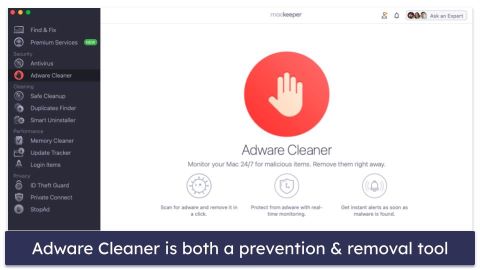 mackeeper
Ask an Expert
Find & Fix
Premium Services NEW
Security
Antivirus
Adware Cleaner
Cleaning
Safe Cleanup
Duplicates Finder
Smart Uninstaller
Performance
Memory Cleaner
Update Tracker
Login Items
Privacy
ID Theft Guard
Private Connect
StopAd
Adware Cleaner
Monitor your Mac 24/7 for malicious items. Remove them right away.
Scan for adware and remove it in
a click.
Protect from adware with real-
time monitoring.
Get instant alerts as soon as
malware is found.
Adware Cleaner is both a prevention & removal tool